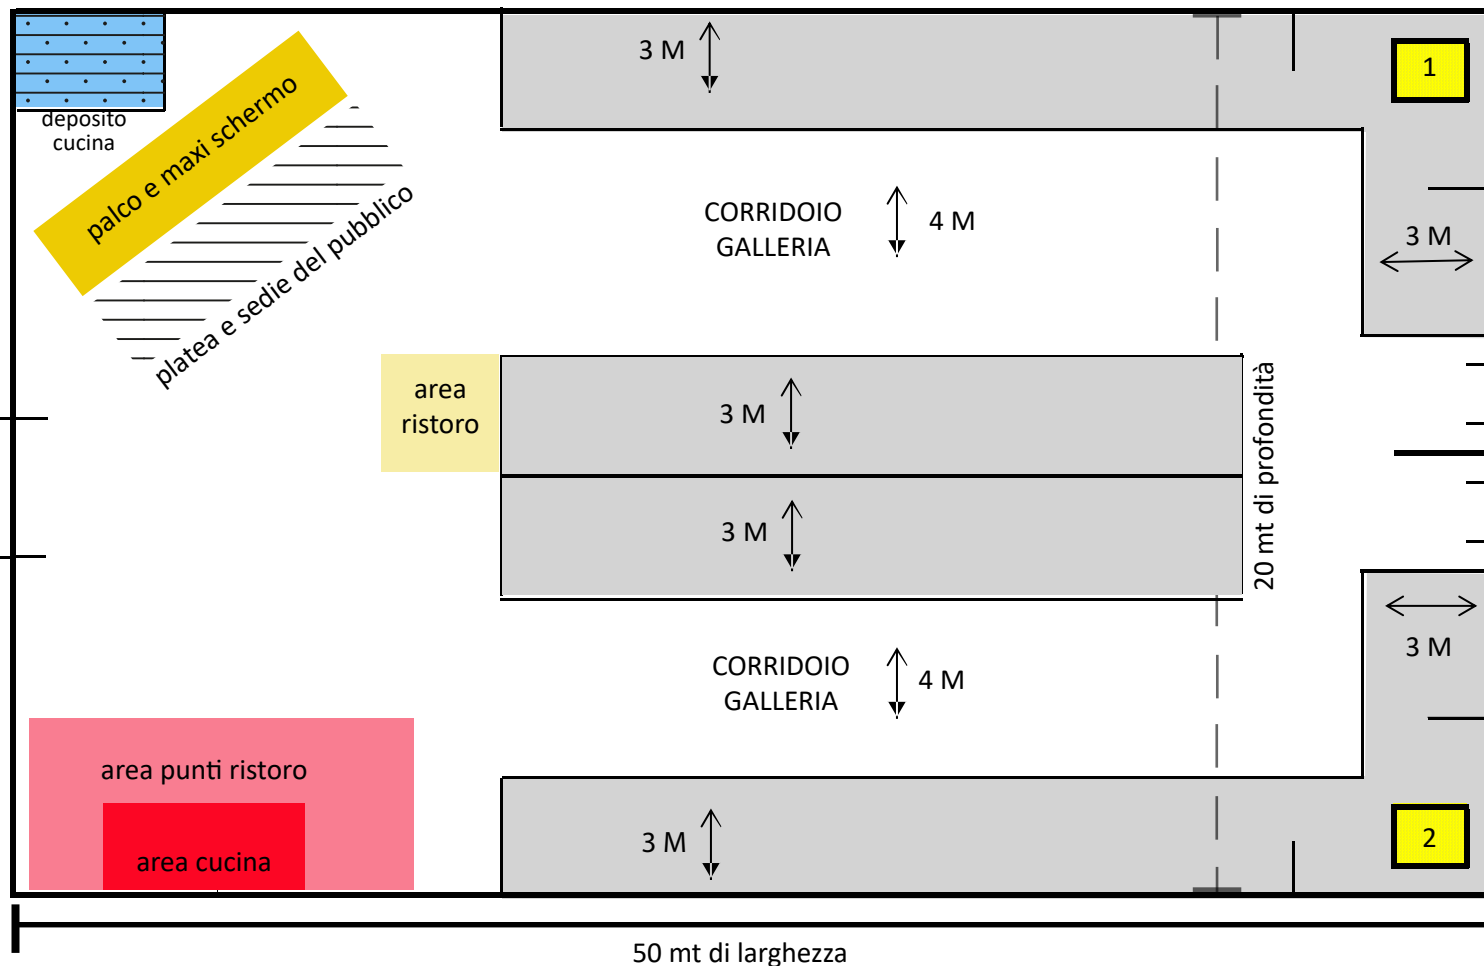 3 M
1
deposito
cucina
palco e maxi schermo
platea e sedie del pubblico
CORRIDOIO
GALLERIA
4 M
3 M
area
ristoro
3 M
20 mt di profondità
3 M
CORRIDOIO
GALLERIA
4 M
3 M
area punti ristoro
area cucina
3 M
2
50 mt di larghezza